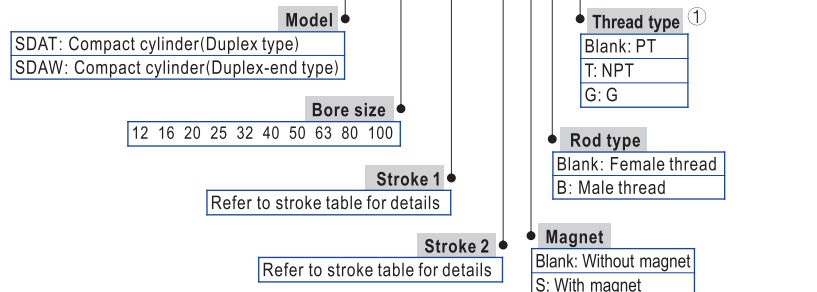 Model
SDAT: Compact cylinder(Duplex type)
SDAW: Compact cylinder(Duplex-end type)
Bore size
12 16 20 25 32 40 50 63 80 100
Stroke 1
Refer to stroke table for details
Stroke 2
Refer to stroke table for details
Thread type ①
Blank: PT
T: NPT
G: G
Rod type
Blank: Female thread
B: Male thread
Magnet
Blank: Without magnet
S: With magnet